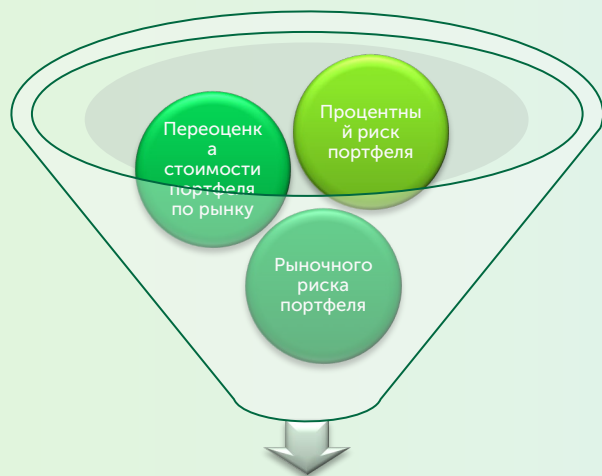 Переоценк
а
стоимости
портфеля
по рынку
Процентны
й риск
портфеля
Рыночного
риска
портфеля